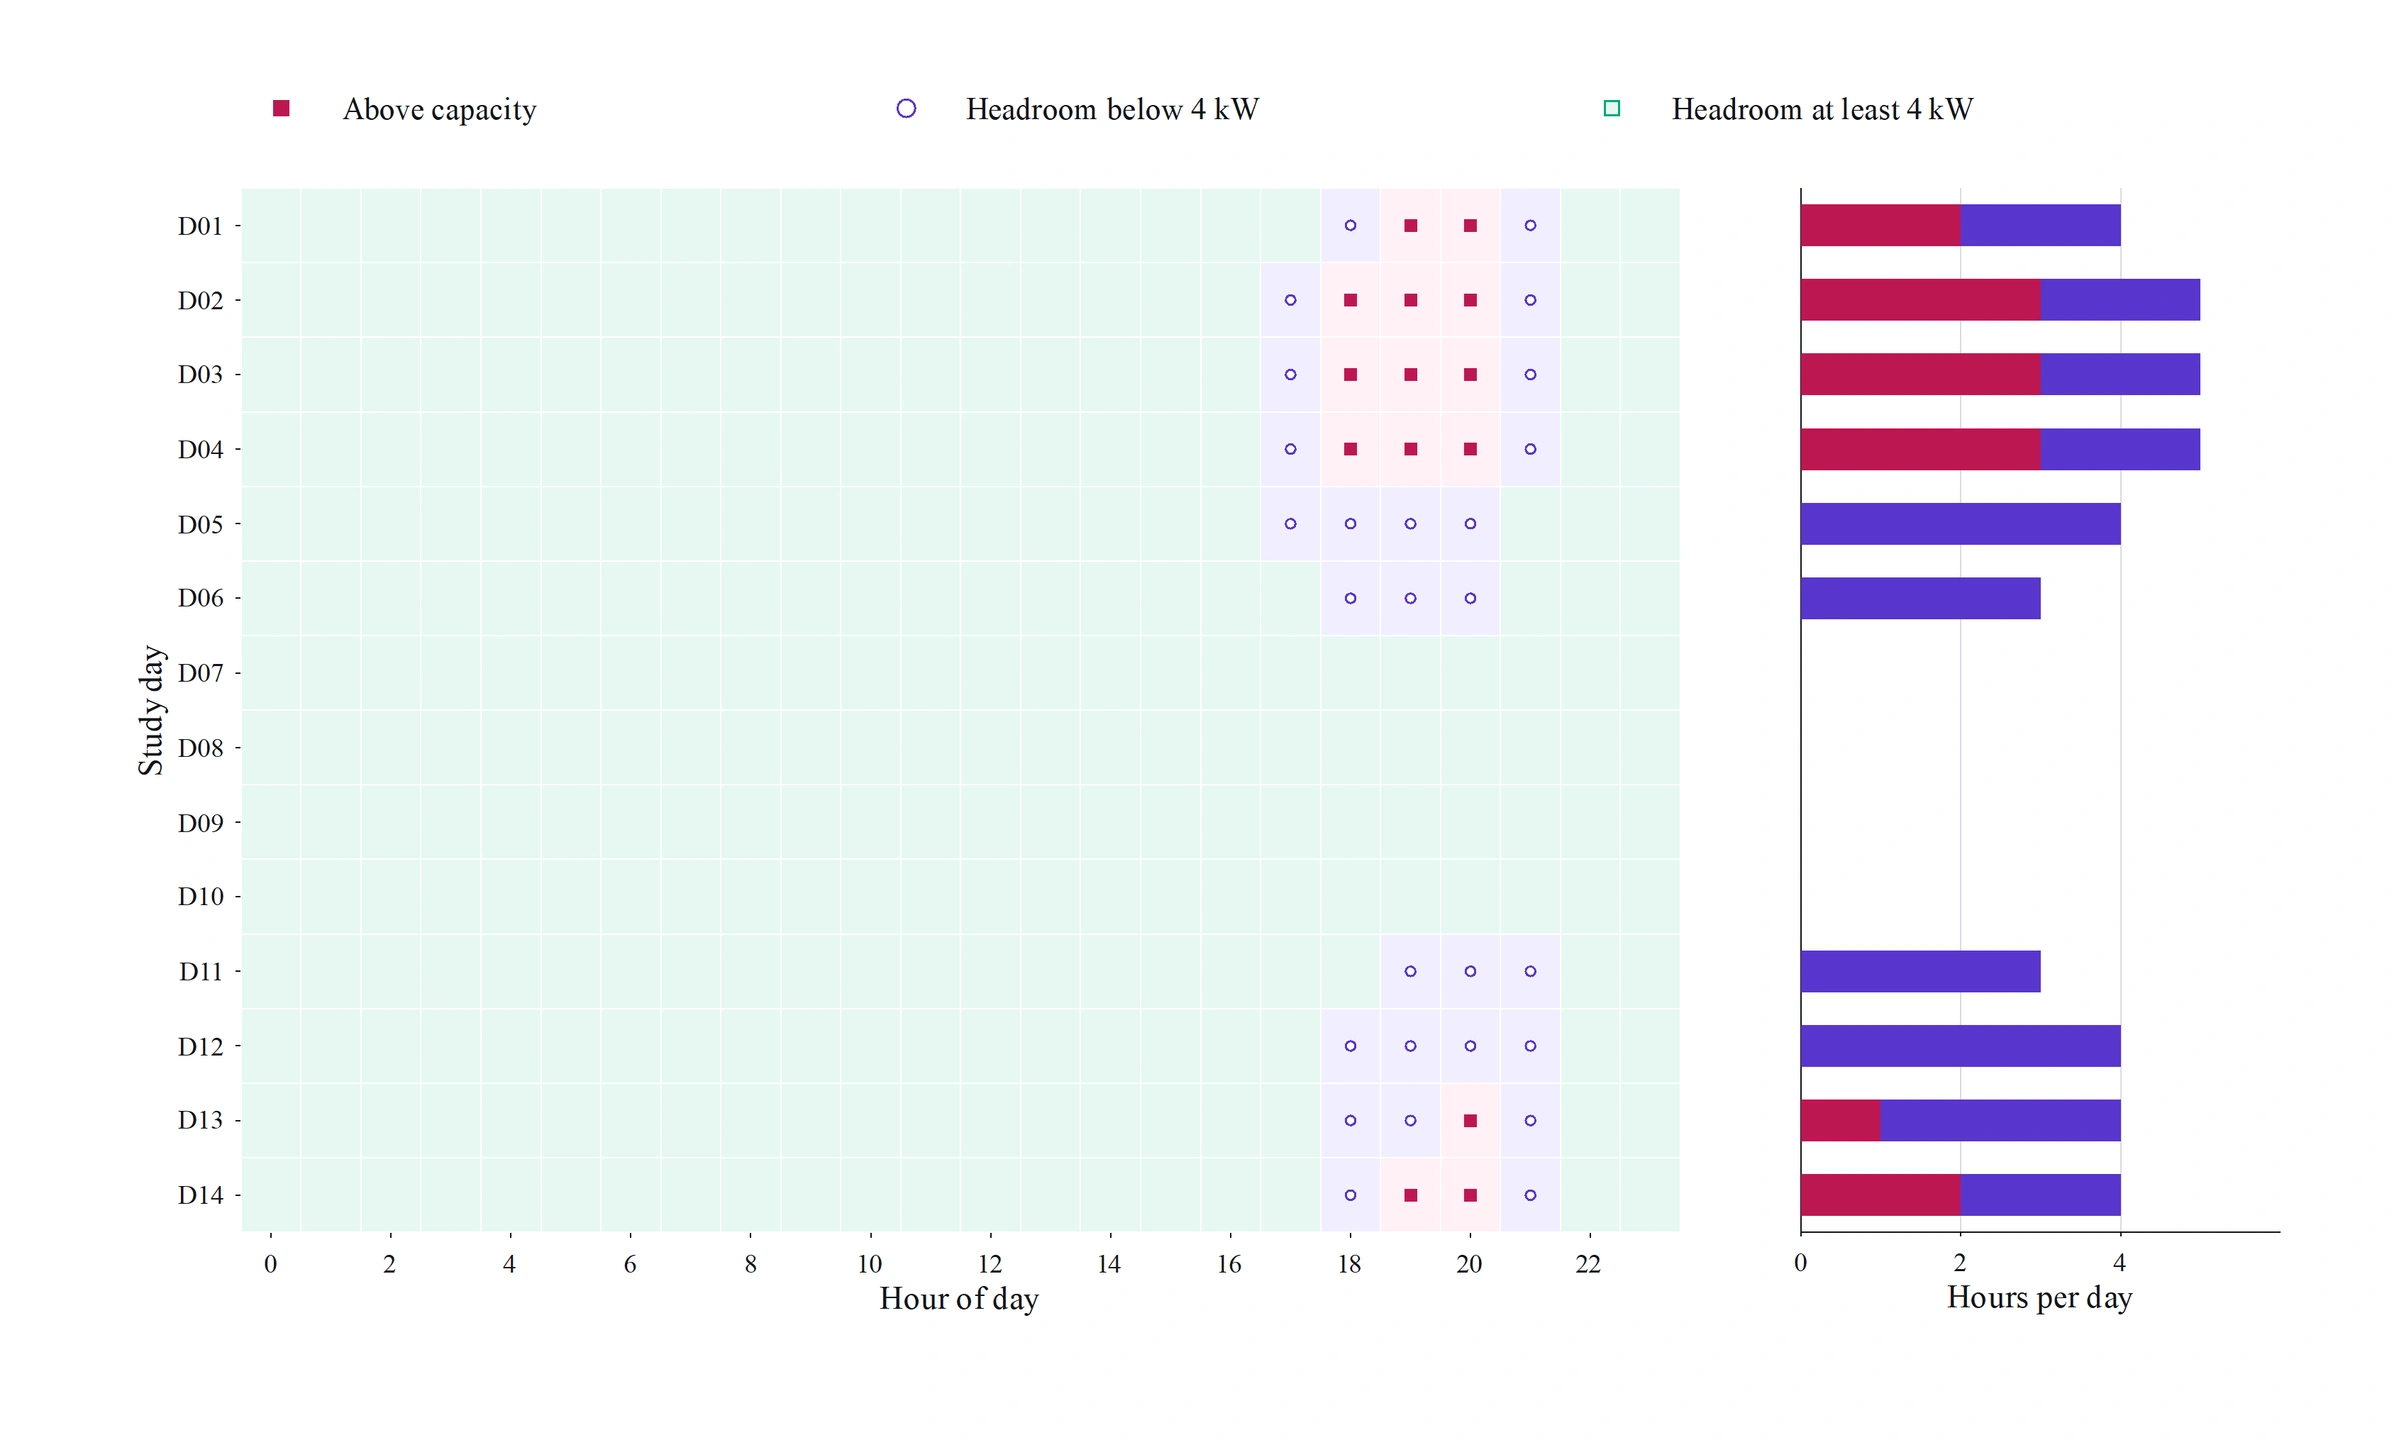 Above capacity
Headroom below 4 kW
Headroom at least 4 kW
Study day
D01
D02
D03
D04
D05
D06
D07
D08
D09
D10
D11
D12
D13
D14
0 2 4 6 8 10 12 14 16 18 20 22
Hour of day
0 2 4
Hours per day